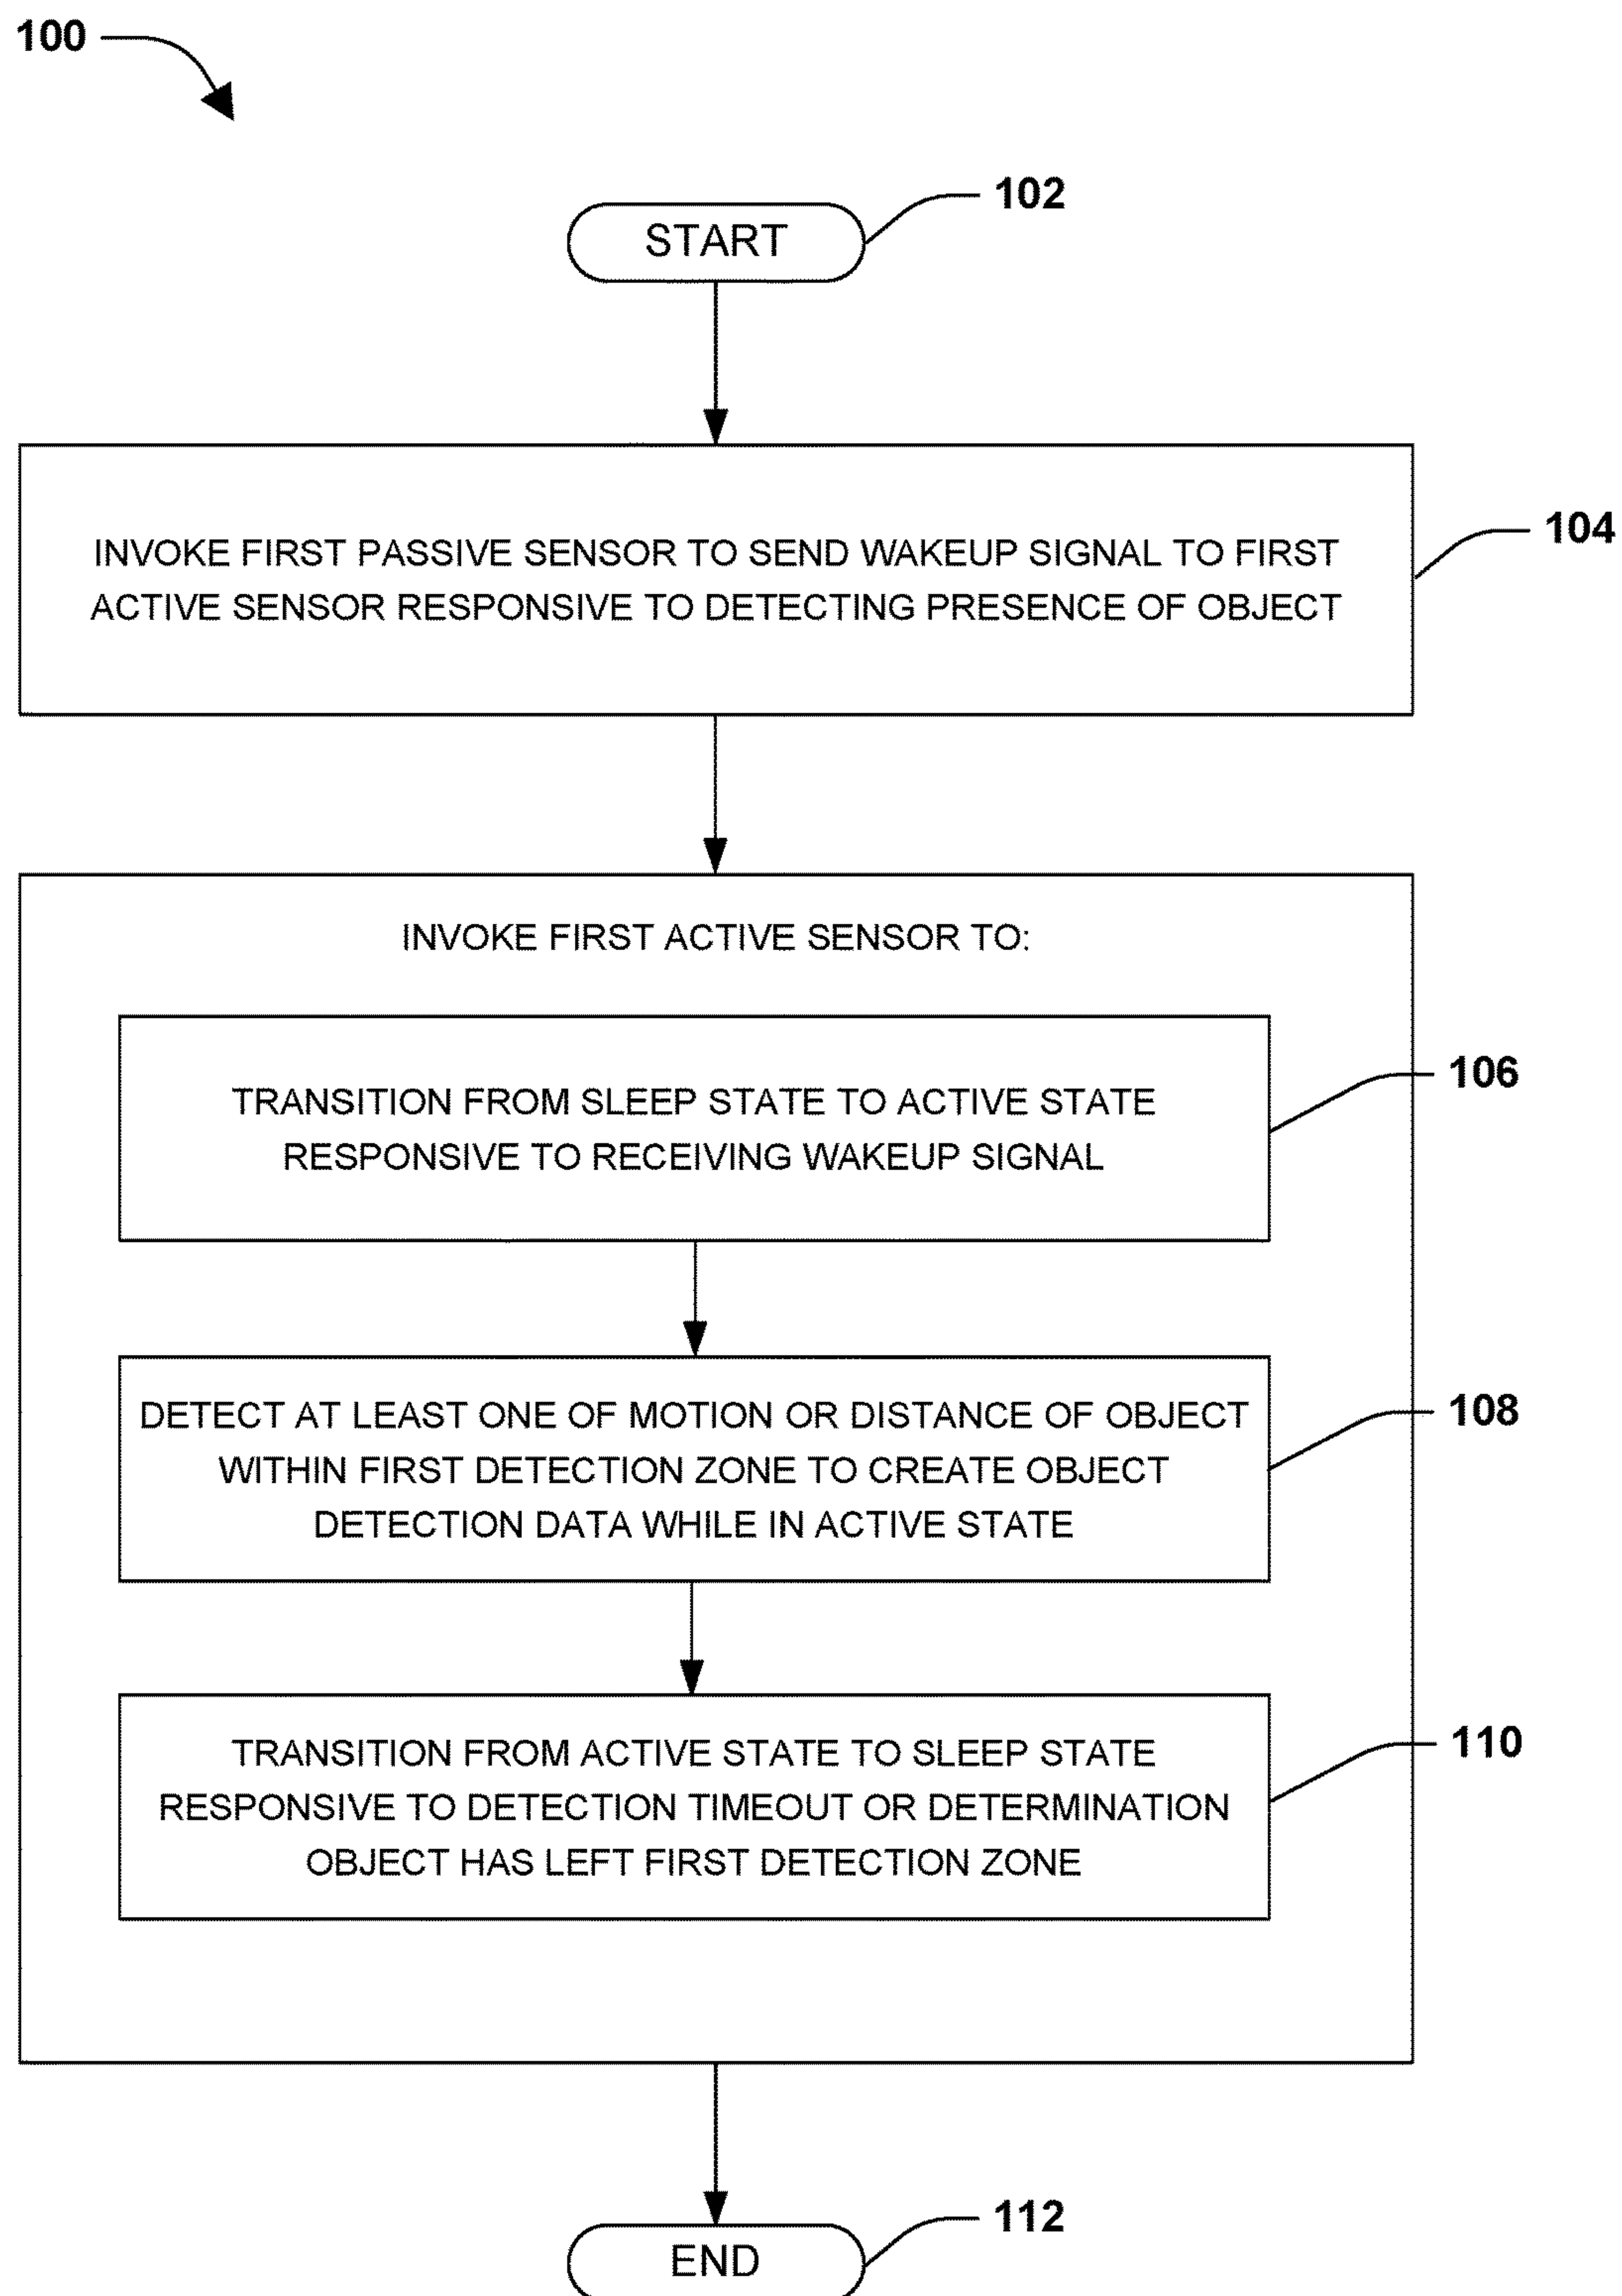 100
102
START
INVOKE FIRST PASSIVE SENSOR TO SEND WAKEUP SIGNAL TO FIRST
ACTIVE SENSOR RESPONSIVE TO DETECTING PRESENCE OF OBJECT
104
INVOKE FIRST ACTIVE SENSOR TO:
TRANSITION FROM SLEEP STATE TO ACTIVE STATE
RESPONSIVE TO RECEIVING WAKEUP SIGNAL
106
DETECT AT LEAST ONE OF MOTION OR DISTANCE OF OBJECT
WITHIN FIRST DETECTION ZONE TO CREATE OBJECT
DETECTION DATA WHILE IN ACTIVE STATE
108
TRANSITION FROM ACTIVE STATE TO SLEEP STATE
RESPONSIVE TO DETECTION TIMEOUT OR DETERMINATION
OBJECT HAS LEFT FIRST DETECTION ZONE
110
112
END